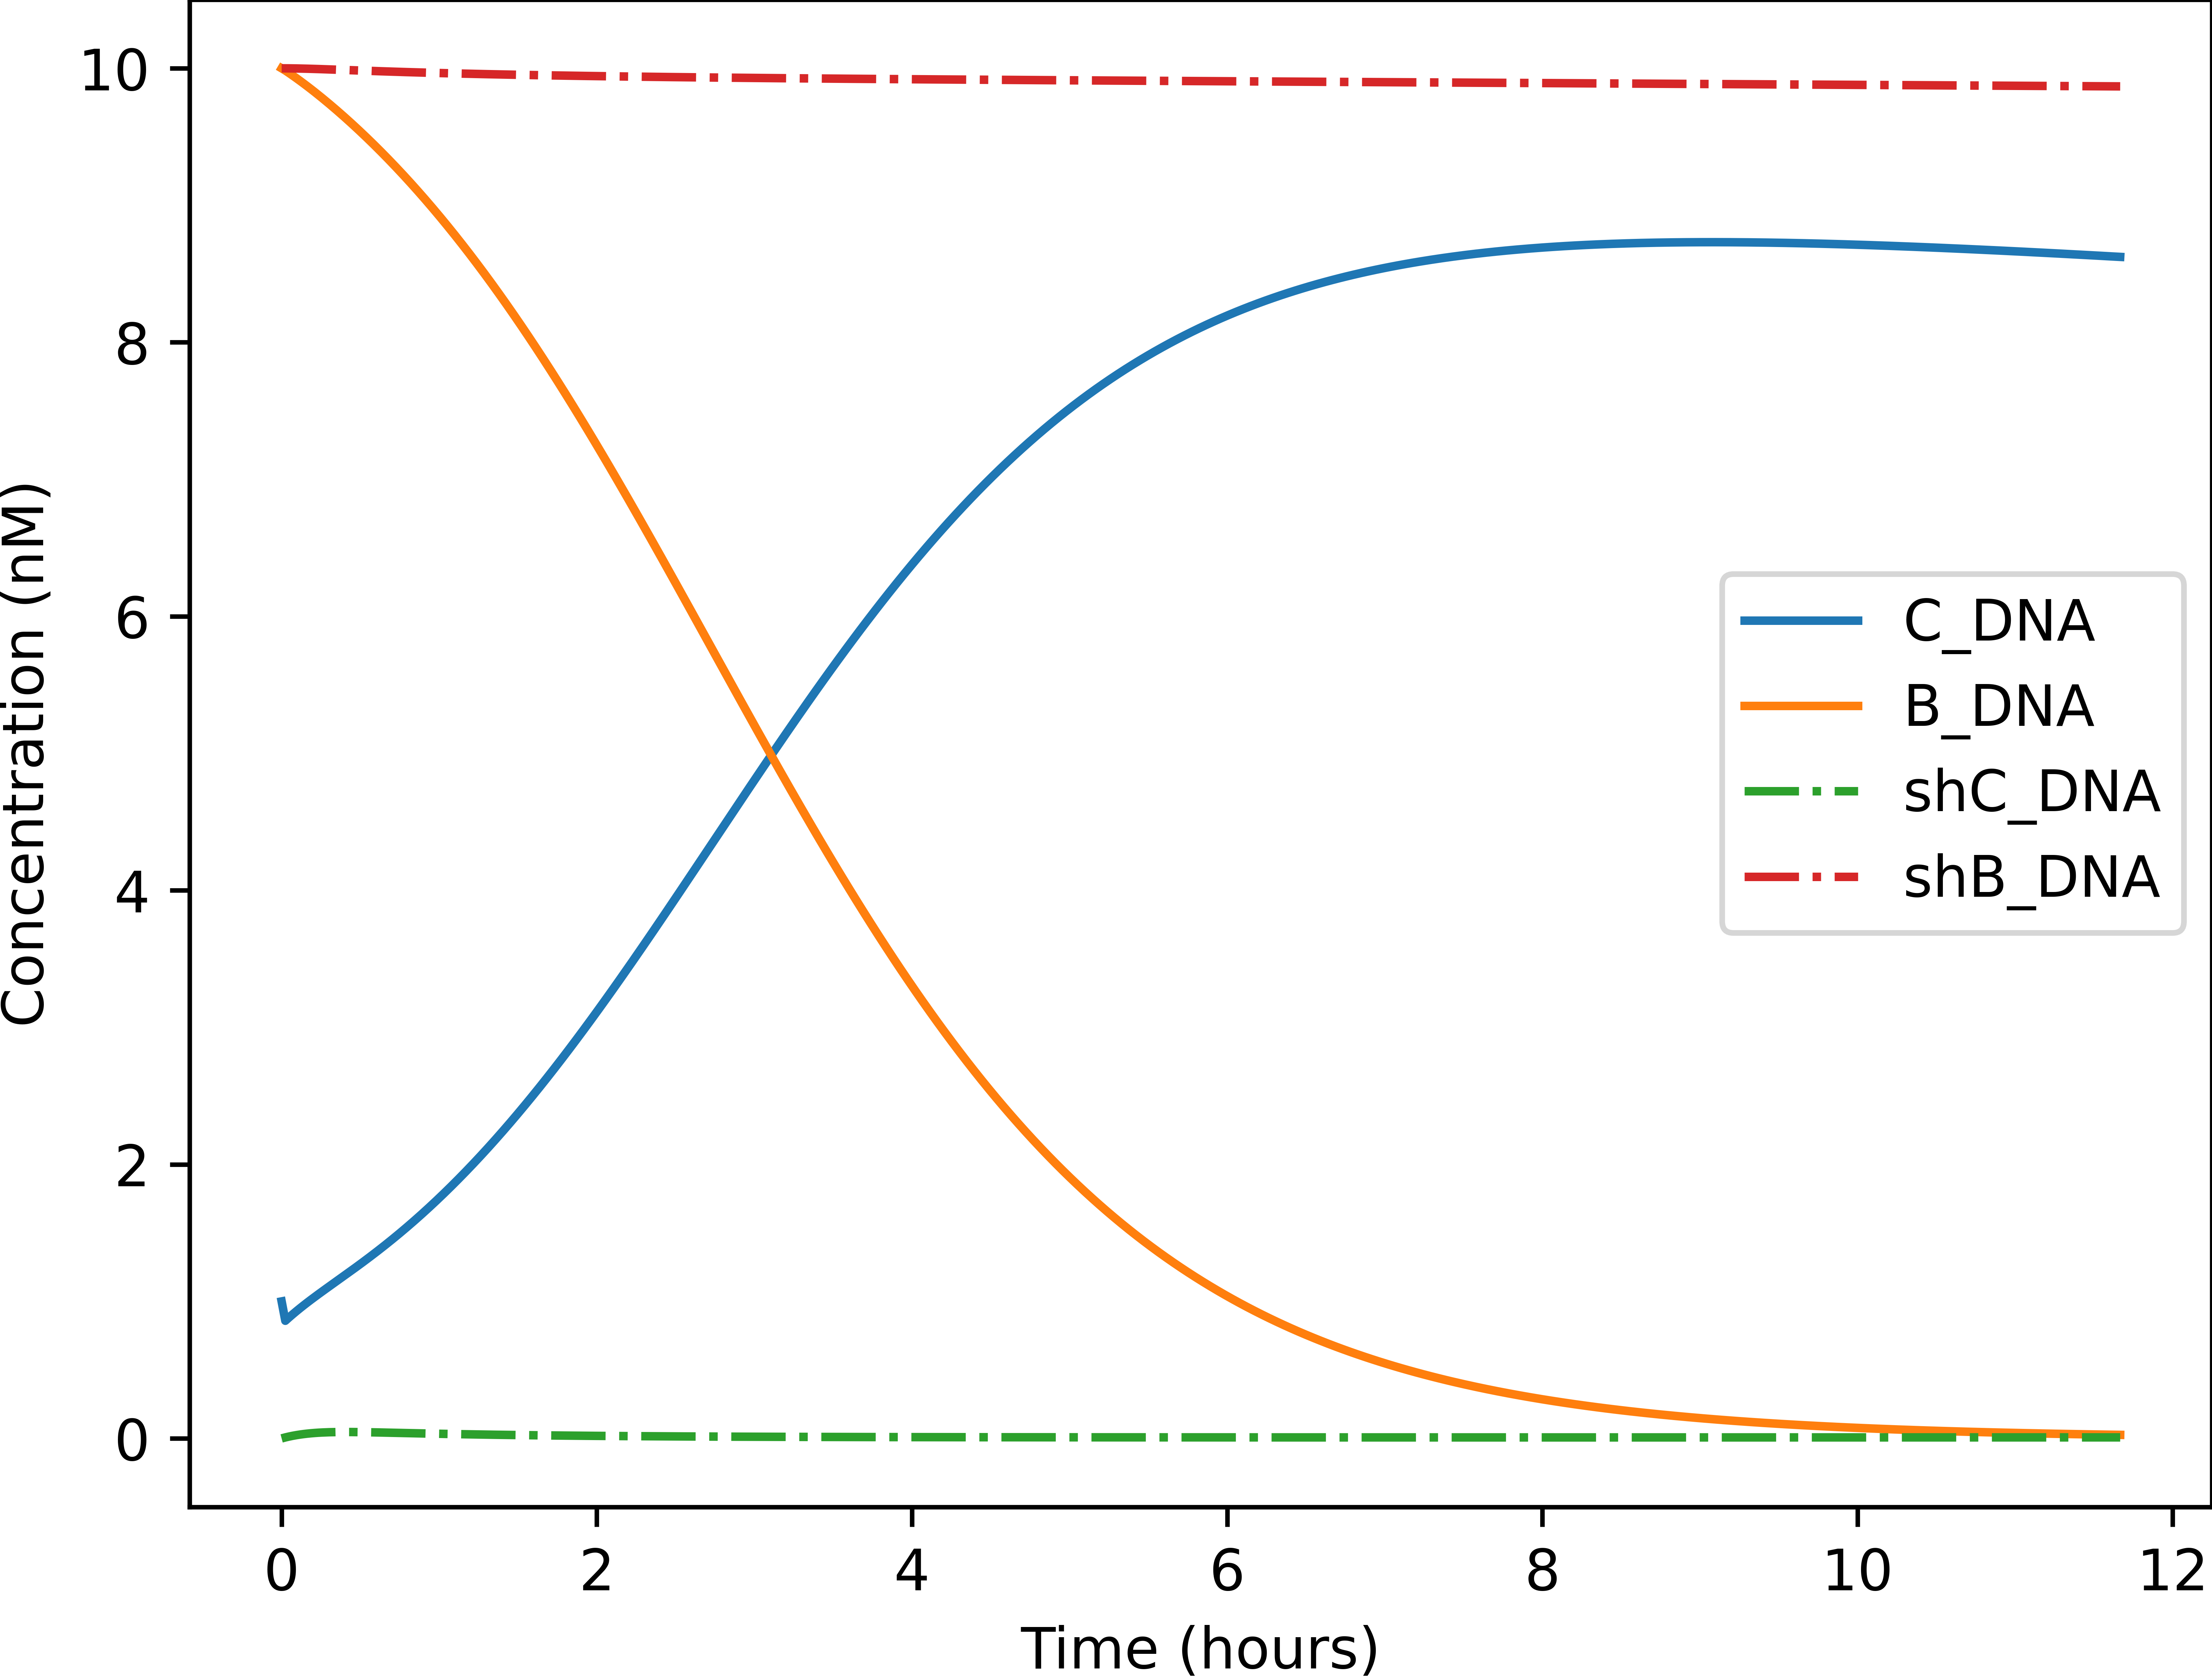 10
8
6
4
2
0
Concentration (nM)
C_DNA
B_DNA
shC_DNA
shB_DNA
0 2 4 6 8 10 12
Time (hours)